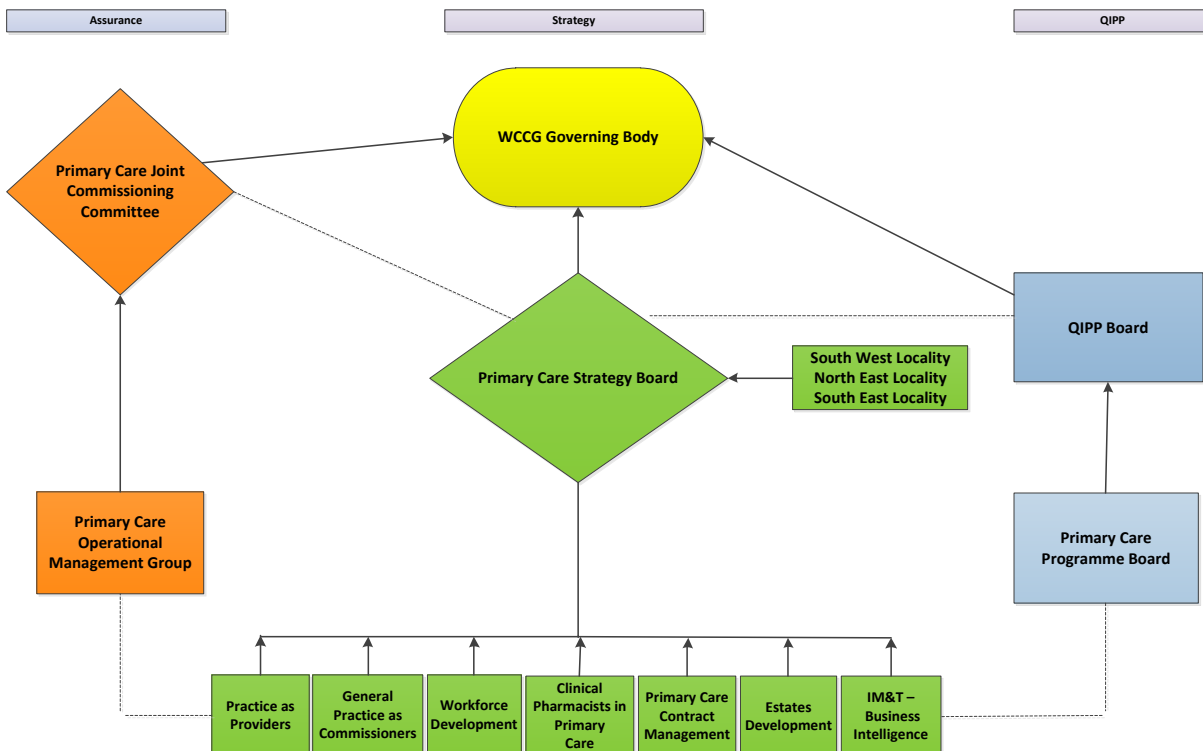 Assurance
Strategy
QIPP
WCCG Governing Body
Primary Care Joint
Commissioning
Committee
QIPP Board
South West Locality
North East Locality
South East Locality
Primary Care Strategy Board
Primary Care
Operational
Management Group
Primary Care
Programme Board
Practice as
Providers
General
Practice as
Commissioners
Workforce
Development
Clinical
Pharmacists in
Primary
Care
Primary Care
Contract
Management
Estates
Development
IM&T –
Business
Intelligence